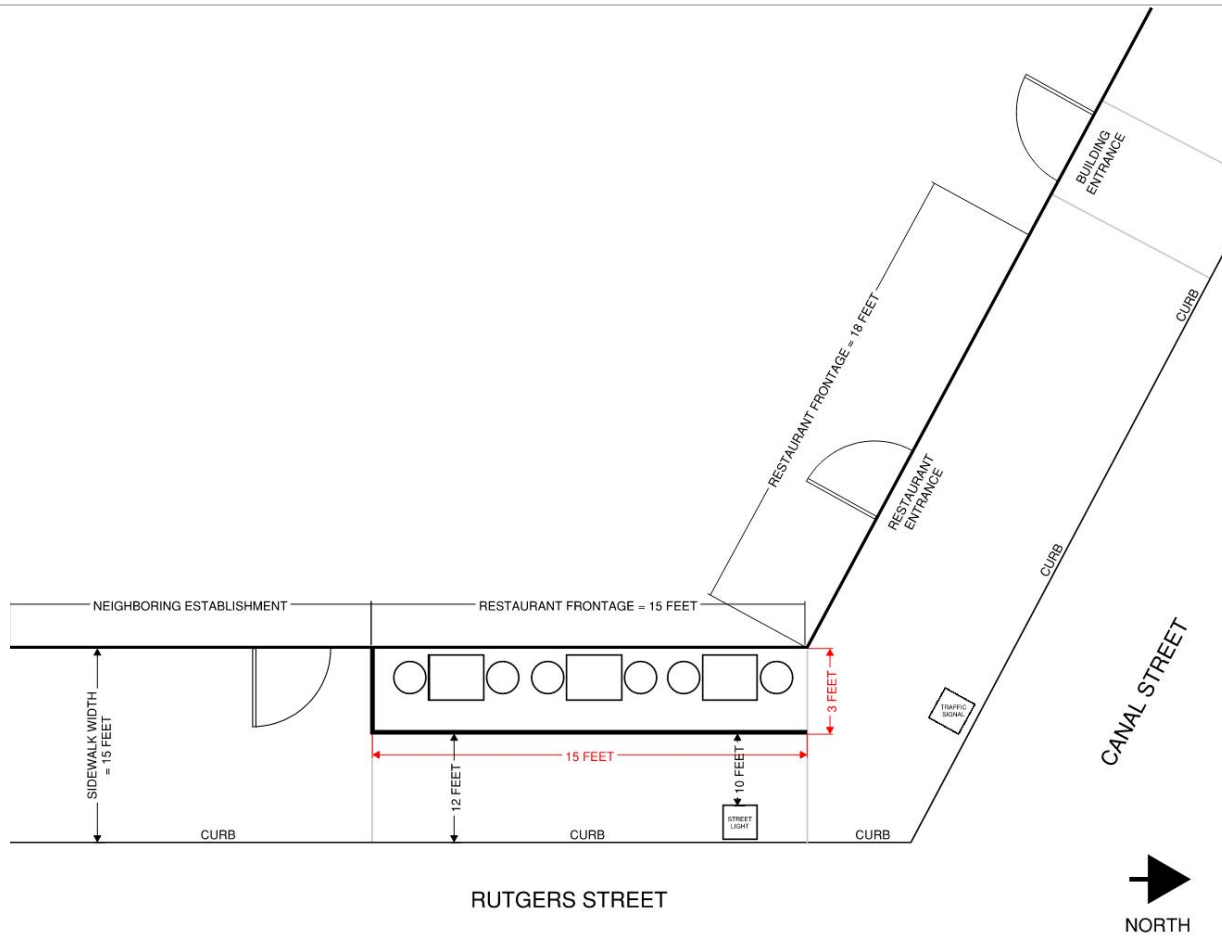 BUILDING
ENTRANCE
CURB
RESTAURANT FRONTAGE = 18 FEET
RESTAURANT
ENTRANCE
CURB
NEIGHBORING ESTABLISHMENT
RESTAURANT FRONTAGE = 15 FEET
SIDEWALK WIDTH
= 15 FEET
3 FEET
TRAFFIC
SIGNAL
CANAL STREET
15 FEET
12 FEET
10 FEET
STREET
LIGHT
CURB
CURB
CURB
RUTGERS STREET
NORTH